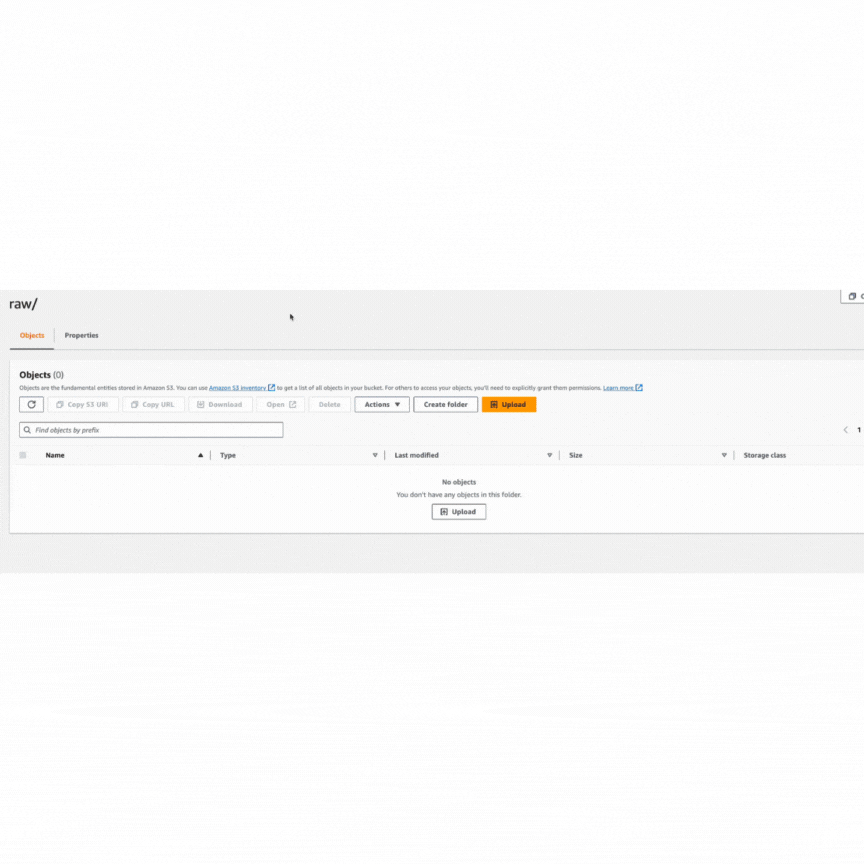 raw/
Objects
Properties
Objects (0)
Objects are the fundamental entities stored in Amazon S3. You can use Amazon S3 inventory to get a list of all objects in your bucket. For others to access your objects, you'll need to explicitly grant them permissions. Learn more
Copy S3 URI Copy URL Download Open Delete Actions Create folder Upload
Find objects by prefix 1
Name Type Last modified Size Storage class
No objects
You don't have any objects in this folder.
Upload